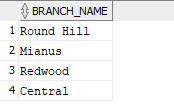 BRANCH_NAME
1 Round Hill
2 Mianus
3 Redwood
4 Central